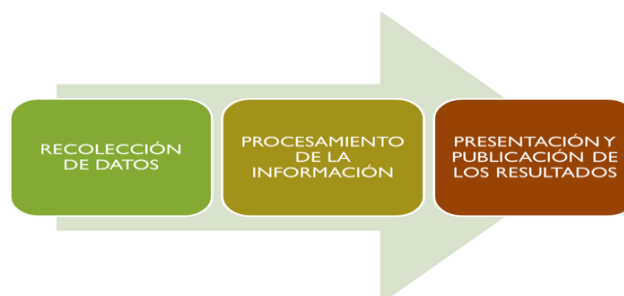 RECOLECCIÓN
DE DATOS
PROCESAMIENTO
DE LA
INFORMACIÓN
PRESENTACIÓN Y
PUBLICACIÓN DE
LOS RESULTADOS